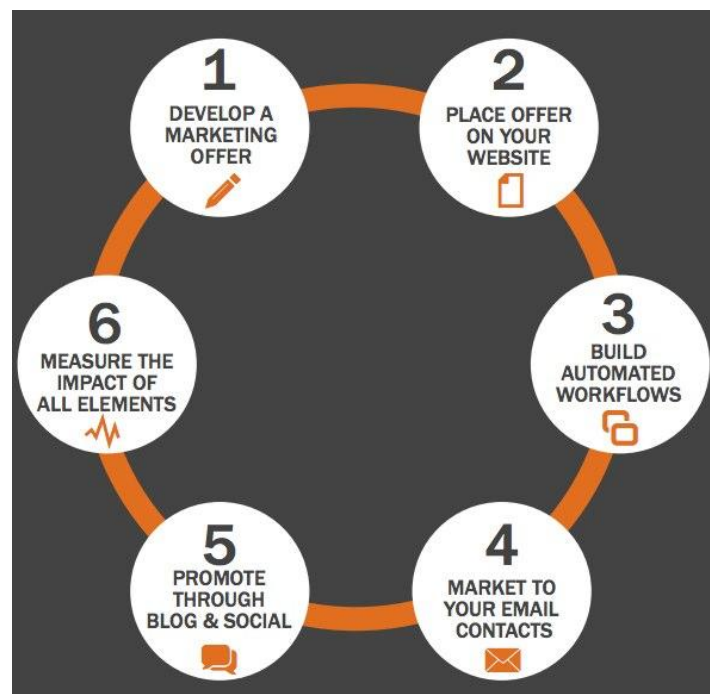 1
DEVELOP A
MARKETING
OFFER
2
PLACE OFFER
ON YOUR
WEBSITE
3
BUILD
AUTOMATED
WORKFLOWS
4
MARKET TO
YOUR EMAIL
CONTACTS
5
PROMOTE
THROUGH
BLOG & SOCIAL
6
MEASURE THE
IMPACT OF
ALL ELEMENTS